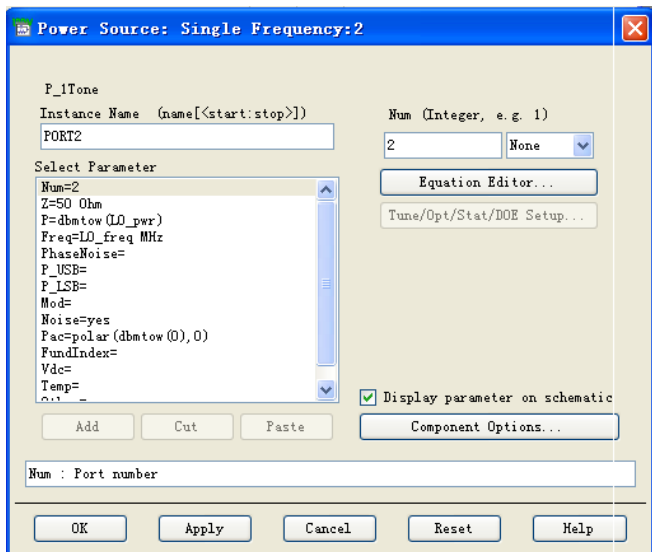 Power Source: Single Frequency:2
P_1Tone
Instance Name (name[<start:stop>])
PORT2
Num (Integer, e.g. 1)
2
None
Select Parameter
Num=2
Z=50 Ohm
P=dbmtow(LO_pwr)
Freq=LO_freq MHz
PhaseNoise=
P_USB=
P_LSB=
Mod=
Noise=yes
Pac=polar(dbmtow(0),0)
FundIndex=
Vdc=
Temp=
Equation Editor...
Tune/Opt/Stat/DOE Setup...
Display parameter on schematic
Add
Cut
Paste
Component Options...
Num : Port number
OK
Apply
Cancel
Reset
Help